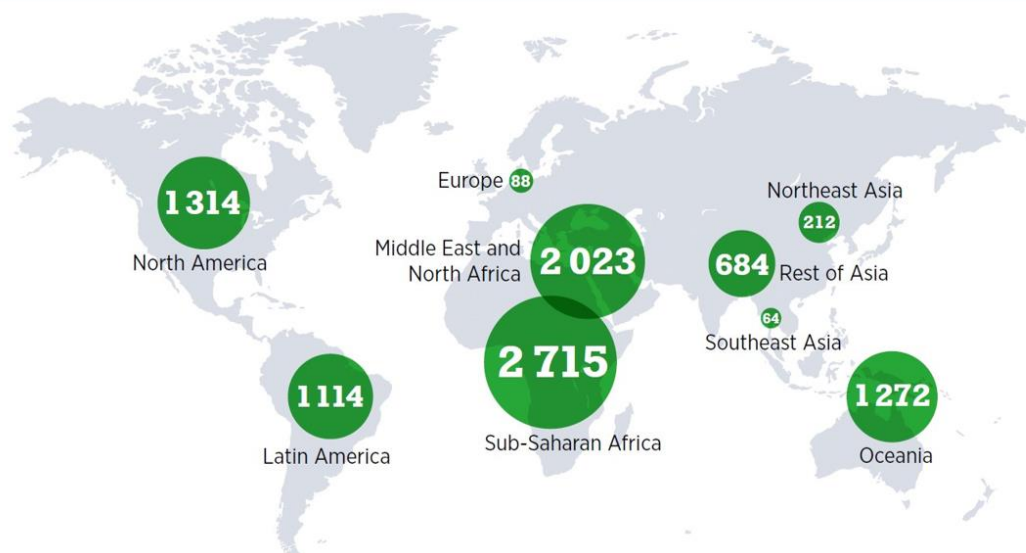 1 314
North America
Europe 88
Northeast Asia
212
Middle East and
North Africa
2 023
684
Rest of Asia
64
Southeast Asia
2 715
Sub-Saharan Africa
1 114
Latin America
1 272
Oceania